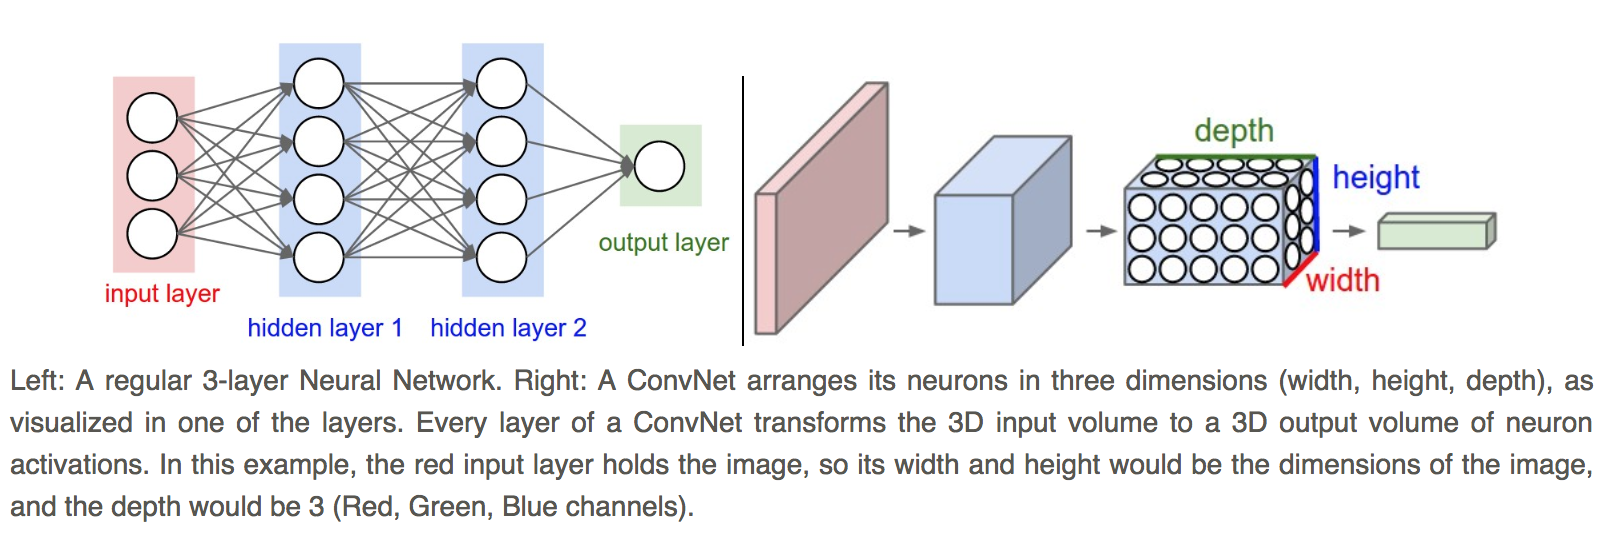 input layer
hidden layer 1
hidden layer 2
output layer
depth
height
width
Left: A regular 3-layer Neural Network. Right: A ConvNet arranges its neurons in three dimensions (width, height, depth), as
visualized in one of the layers. Every layer of a ConvNet transforms the 3D input volume to a 3D output volume of neuron
activations. In this example, the red input layer holds the image, so its width and height would be the dimensions of the image,
and the depth would be 3 (Red, Green, Blue channels).